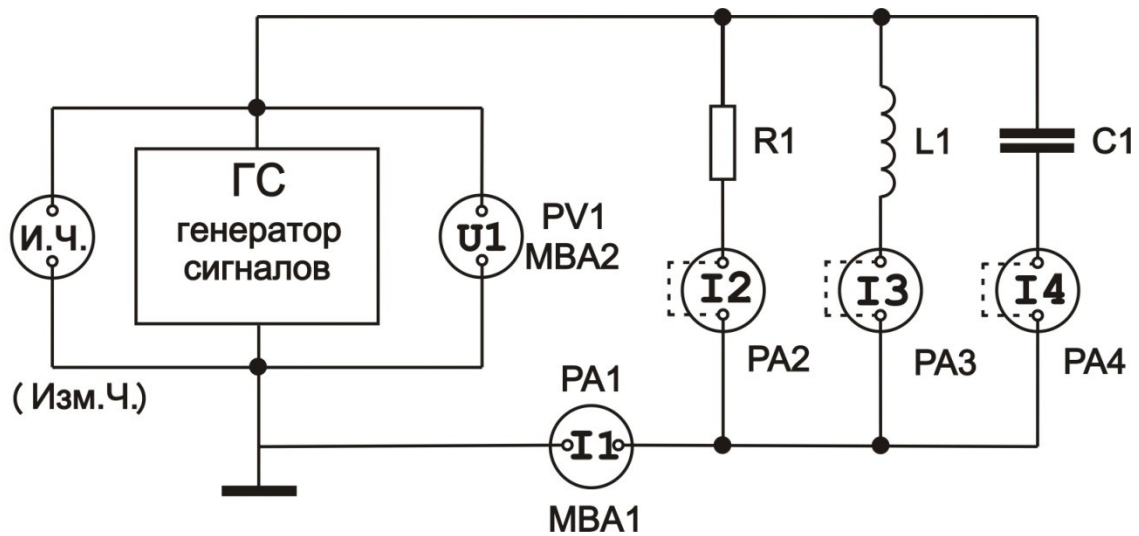 И.Ч.
(Изм.Ч.)
ГС
генератор
сигналов
U1
PV1
MBA2
R1
L1
C1
I2
I3
I4
PA2
PA3
PA4
PA1
I1
MBA1